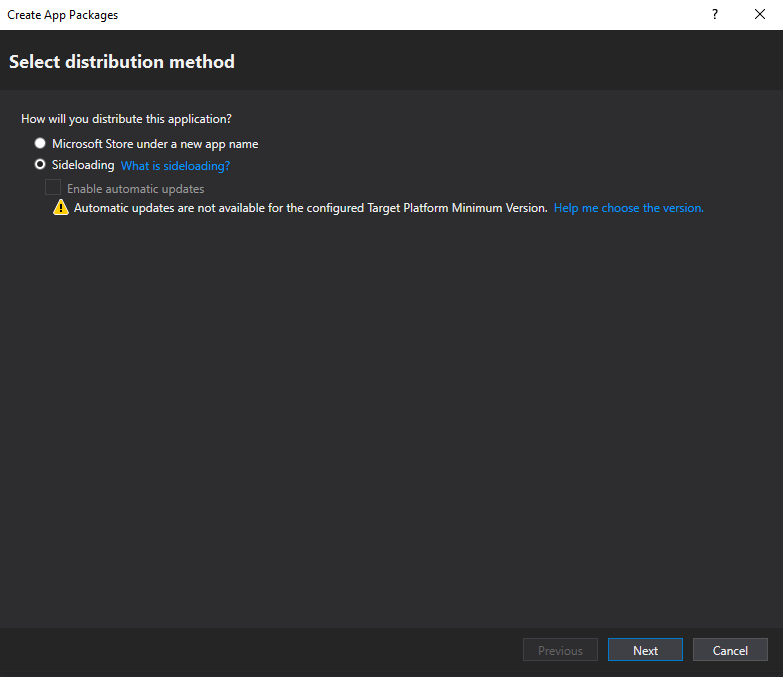 Create App Packages
?
Select distribution method
How will you distribute this application?
Microsoft Store under a new app name
Sideloading What is sideloading?
Enable automatic updates
Automatic updates are not available for the configured Target Platform Minimum Version. Help me choose the version.
Previous Next Cancel